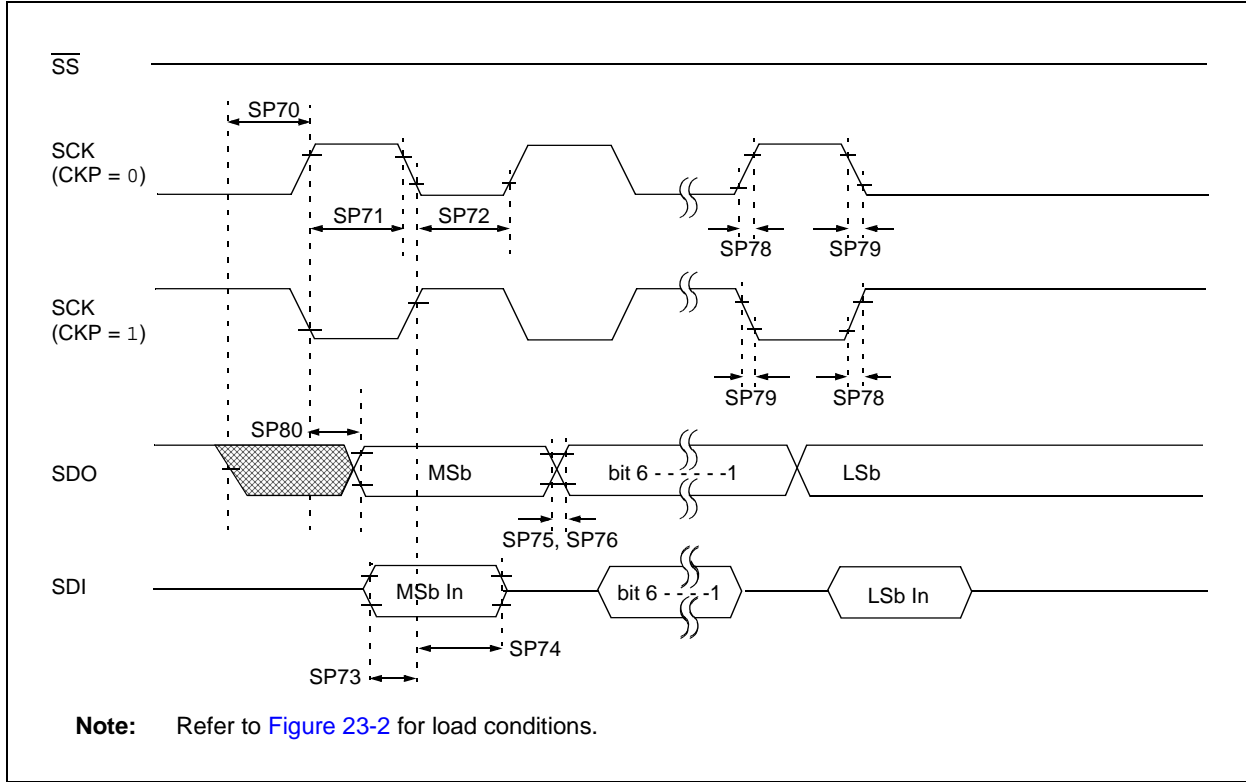 SS
SP70
SCK
(CKP = 0)
SP71
SP72
SP78
SP79
SCK
(CKP = 1)
SP79
SP78
SP80
SDO
MSb
bit 6 - - - - - - -1
LSb
SP75, SP76
SDI
MSb In
bit 6 - - - - -1
LSb In
SP74
SP73
Note: Refer to Figure 23-2 for load conditions.